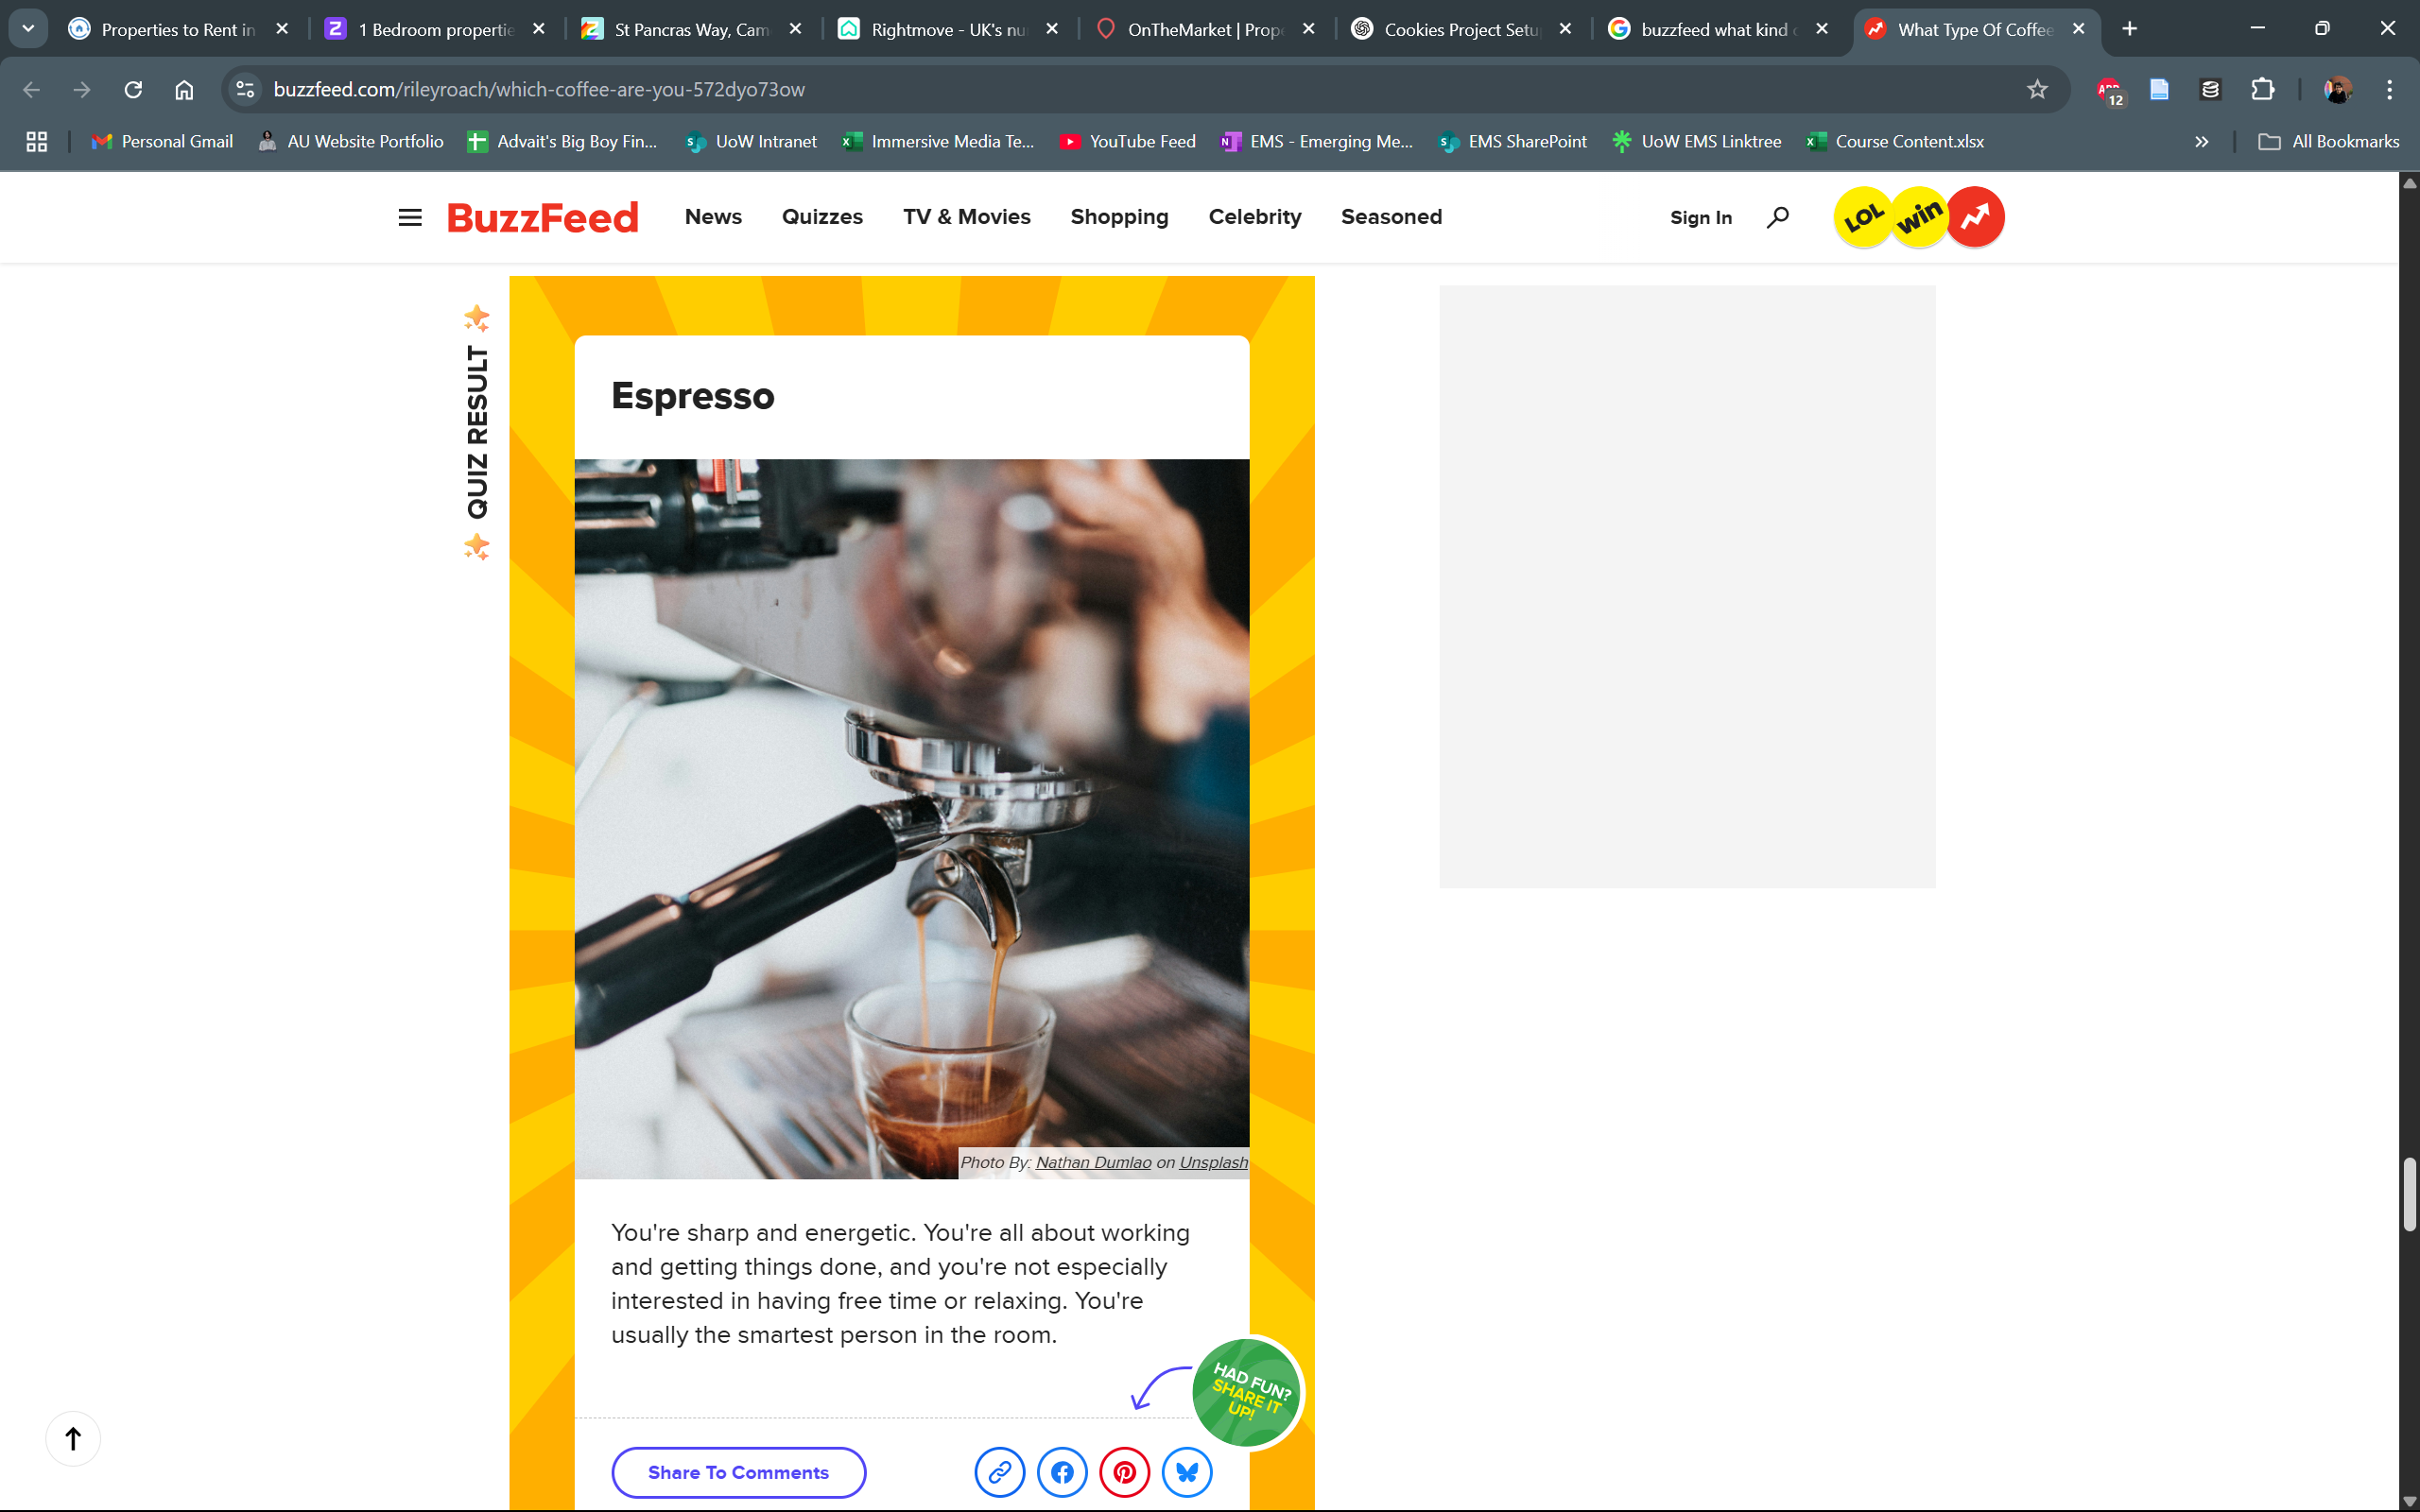 Properties to Rent in
1 Bedroom propertie
St Pancras Way, Cam
Rightmove - UK's nu
OnTheMarket | Prope
Cookies Project Setu
buzzfeed what kind o
What Type Of Coffee
buzzfeed.com/rileyroach/which-coffee-are-you-572dyo73ow
12
Personal Gmail
AU Website Portfolio
Advait's Big Boy Fin...
UoW Intranet
Immersive Media Te...
YouTube Feed
EMS - Emerging Me...
EMS SharePoint
UoW EMS Linktree
Course Content.xlsx
All Bookmarks
BuzzFeed
News
Quizzes
TV & Movies
Shopping
Celebrity
Seasoned
Sign In
LOL
win
QUIZ RESULT
Espresso
Photo By: Nathan Dumlao on Unsplash
You're sharp and energetic. You're all about working
and getting things done, and you're not especially
interested in having free time or relaxing. You're
usually the smartest person in the room.
HAD FUN?
SHARE IT
UP!
Share To Comments